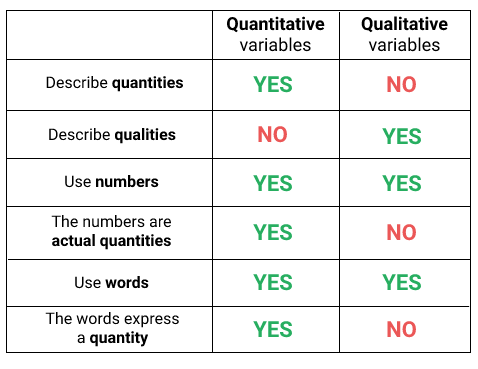 Quantitative Qualitative
variables variables
Describe quantities YES NO
Describe qualities NO YES
Use numbers YES YES
The numbers are
actual quantities YES NO
Use words YES YES
The words express
a quantity YES NO